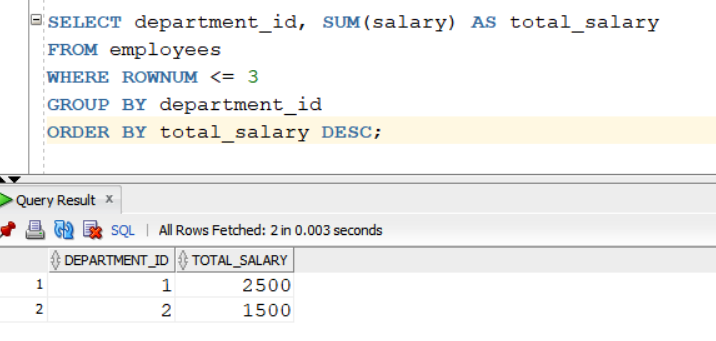 SELECT department_id, SUM(salary) AS total_salary
FROM employees
WHERE ROWNUM <= 3
GROUP BY department_id
ORDER BY total_salary DESC;
Query Result x
SQL | All Rows Fetched: 2 in 0.003 seconds
DEPARTMENT_ID TOTAL_SALARY
1 1 2500
2 2 1500